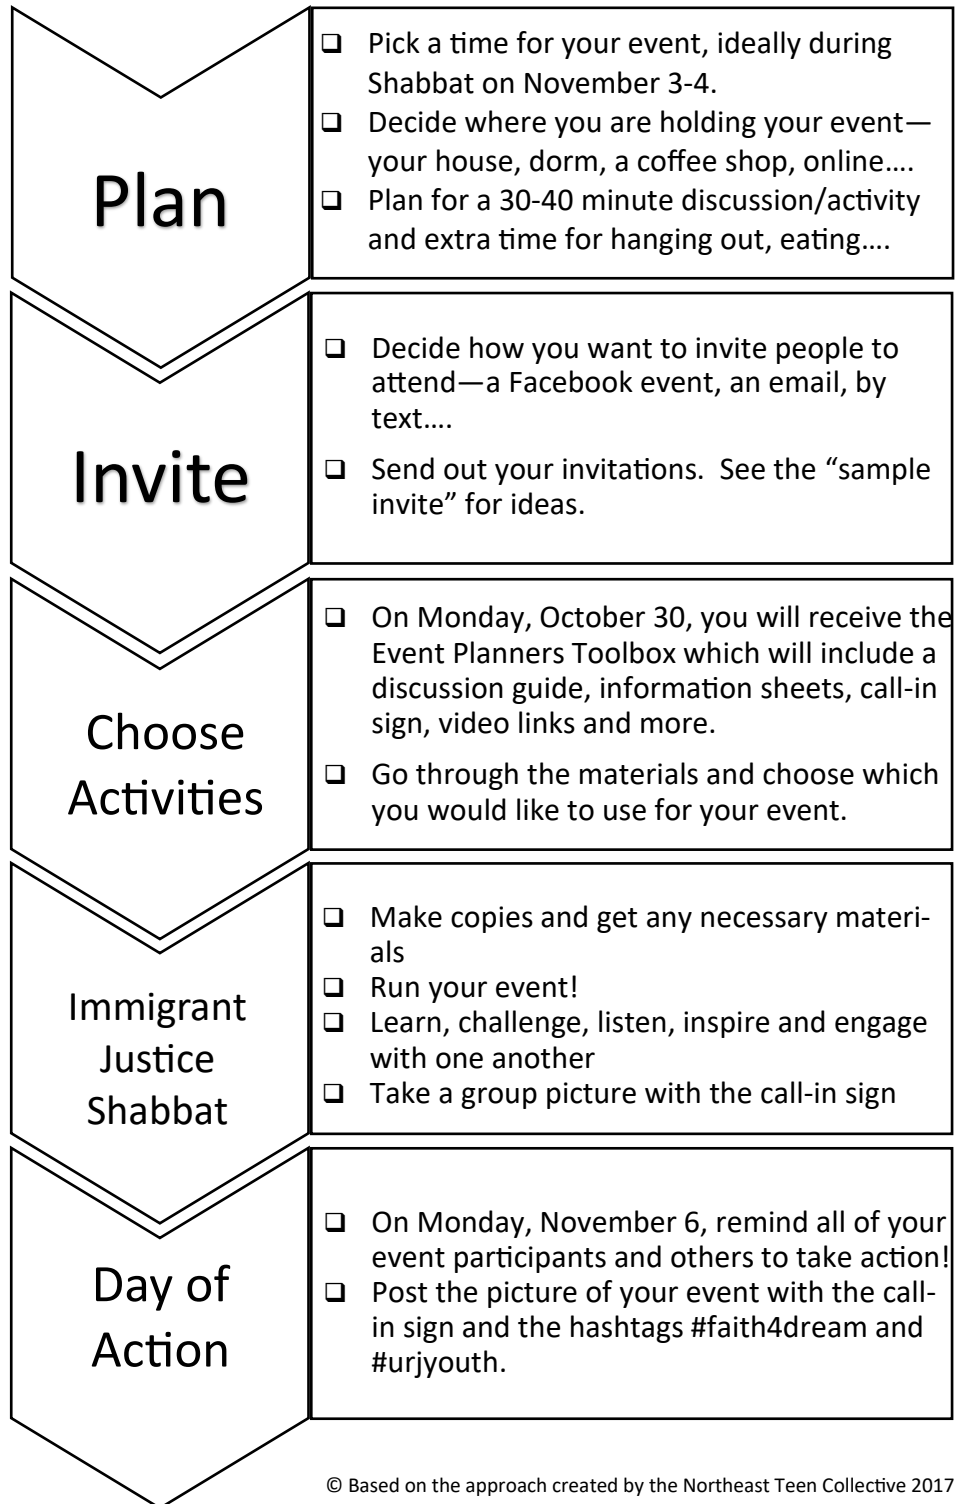 Plan
❑ Pick a time for your event, ideally during
Shabbat on November 3-4.
❑ Decide where you are holding your event—
your house, dorm, a coffee shop, online....
❑ Plan for a 30-40 minute discussion/activity
and extra time for hanging out, eating....
Invite
❑ Decide how you want to invite people to
attend—a Facebook event, an email, by
text....
❑ Send out your invitations.  See the “sample
invite” for ideas.
Choose
Activities
❑ On Monday, October 30, you will receive the
Event Planners Toolbox which will include a
discussion guide, information sheets, call-in
sign, video links and more.
❑ Go through the materials and choose which
you would like to use for your event.
Immigrant
Justice
Shabbat
❑ Make copies and get any necessary materi-
als
❑ Run your event!
❑ Learn, challenge, listen, inspire and engage
with one another
❑ Take a group picture with the call-in sign
Day of
Action
❑ On Monday, November 6, remind all of your
event participants and others to take action!
❑ Post the picture of your event with the call-
in sign and the hashtags #faith4dream and
#urjyouth.
© Based on the approach created by the Northeast Teen Collective 2017